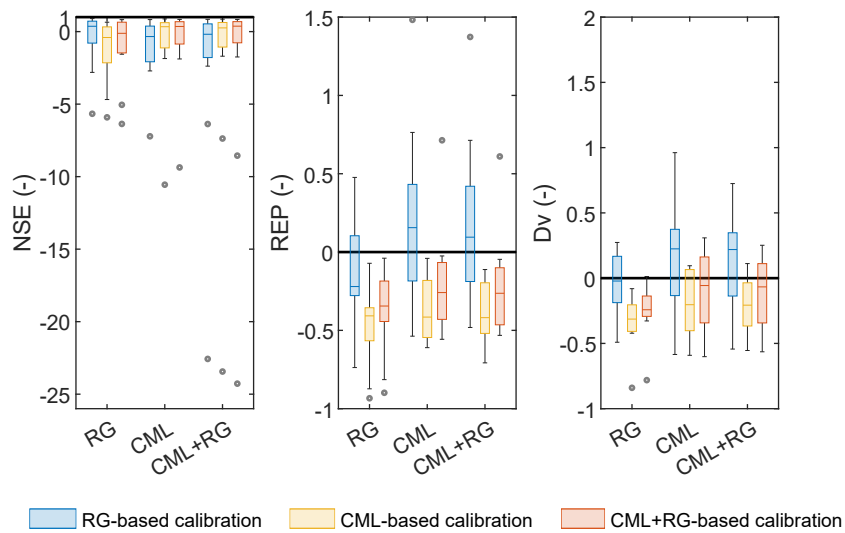 NSE (-)
1
0
-5
-10
-15
-20
-25
RG
CML
CML+RG
REP (-)
1.5
1
0.5
0
-0.5
-1
RG
CML
CML+RG
Dv (-)
2
1.5
1
0.5
0
-0.5
-1
RG
CML
CML+RG
RG-based calibration
CML-based calibration
CML+RG-based calibration